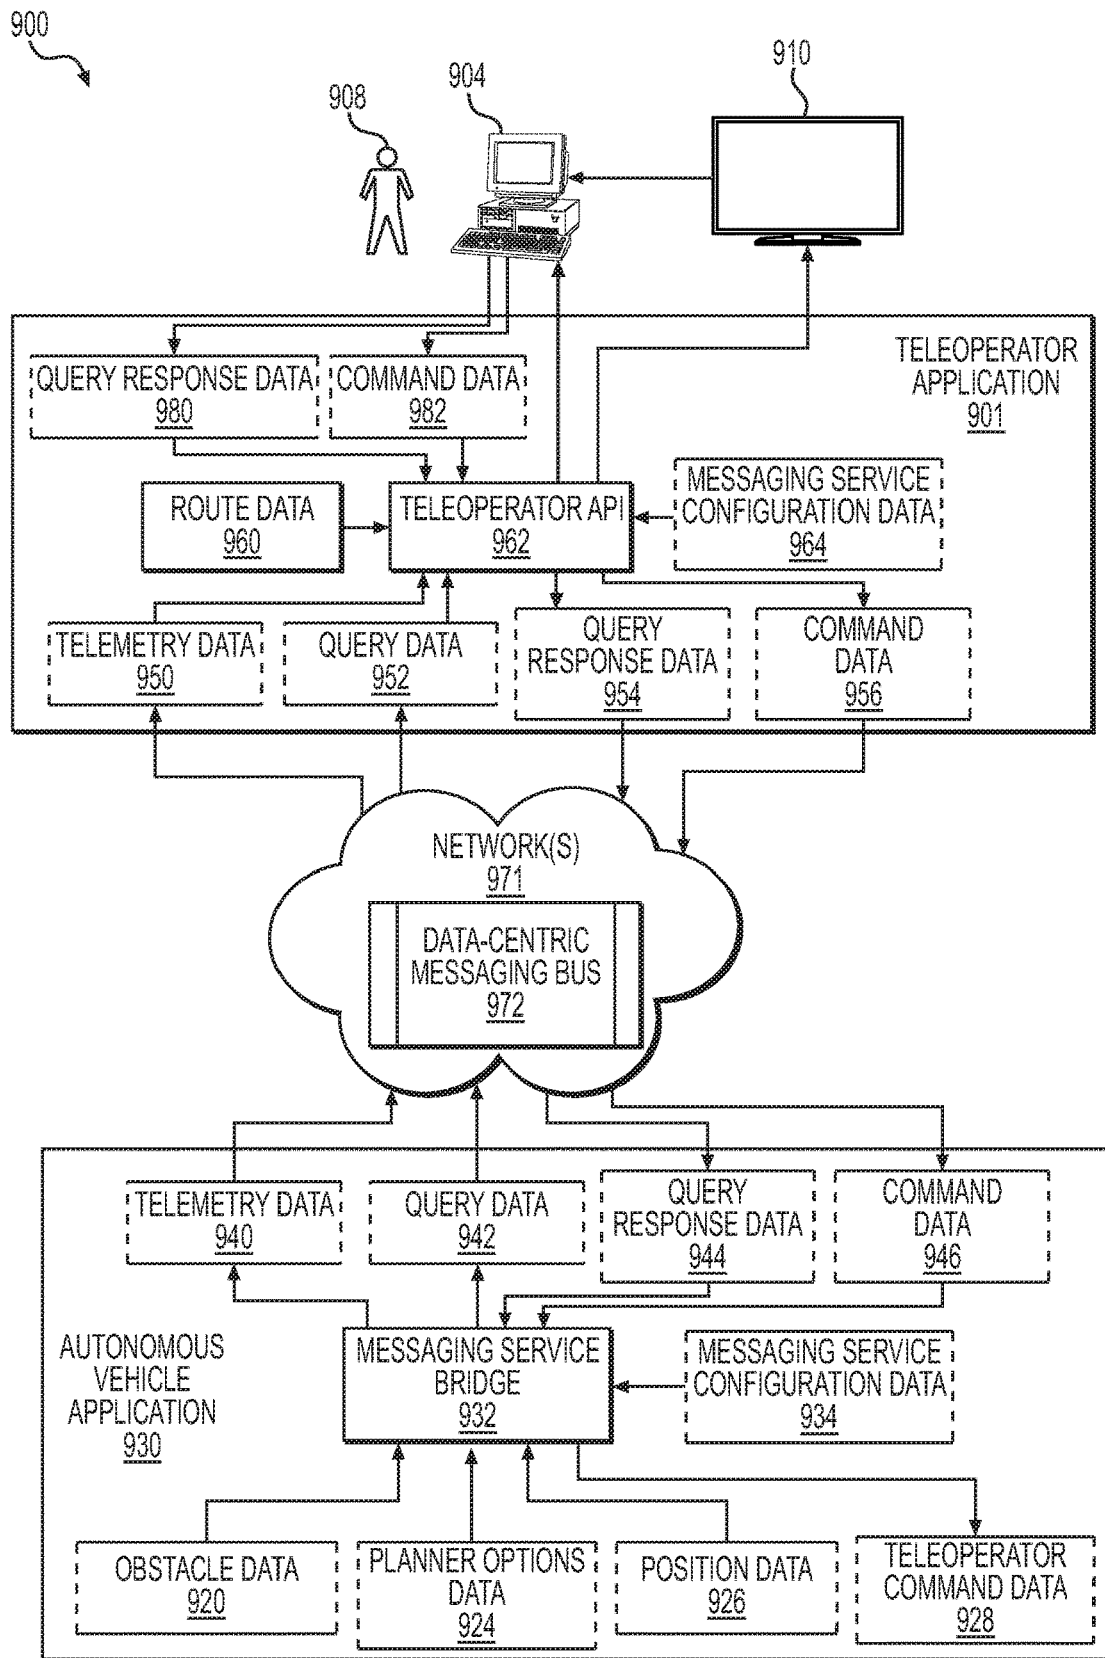 900
908
904
910
TELEOPERATOR
APPLICATION
901
QUERY RESPONSE DATA
980
COMMAND DATA
982
ROUTE DATA
960
TELEOPERATOR API
962
MESSAGING SERVICE
CONFIGURATION DATA
964
TELEMETRY DATA
950
QUERY DATA
952
QUERY
RESPONSE DATA
954
COMMAND
DATA
956
NETWORK(S)
971
DATA-CENTRIC
MESSAGING BUS
972
TELEMETRY DATA
940
QUERY DATA
942
QUERY
RESPONSE DATA
944
COMMAND
DATA
946
AUTONOMOUS
VEHICLE
APPLICATION
930
MESSAGING SERVICE
BRIDGE
932
MESSAGING SERVICE
CONFIGURATION DATA
934
OBSTACLE DATA
920
PLANNER OPTIONS
DATA
924
POSITION DATA
926
TELEOPERATOR
COMMAND DATA
928